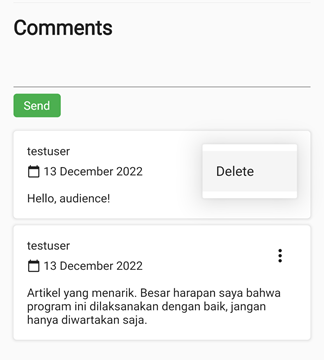 Comments
Send
testuser
13 December 2022
Delete
Hello, audience!
testuser
13 December 2022
Artikel yang menarik. Besar harapan saya bahwa
program ini dilaksanakan dengan baik, jangan
hanya diwartakan saja.